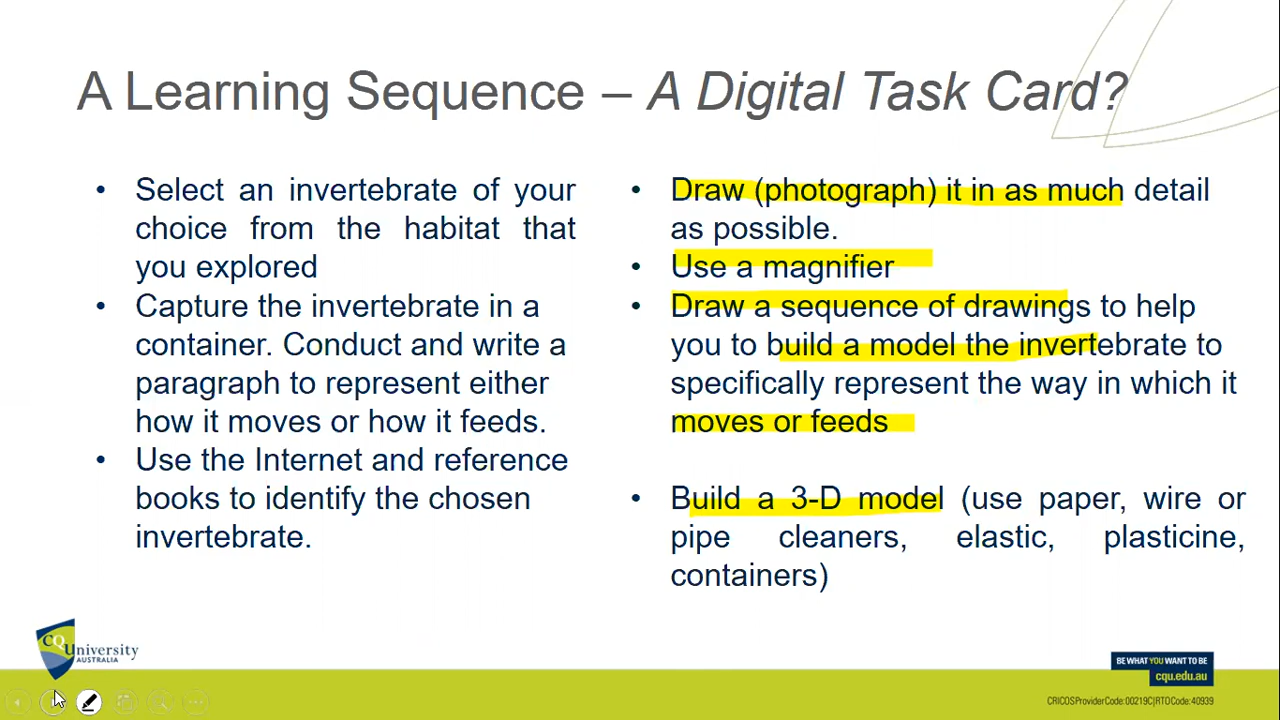 A Learning Sequence – A Digital Task Card?
• Select an invertebrate of your
choice from the habitat that
you explored
• Capture the invertebrate in a
container. Conduct and write a
paragraph to represent either
how it moves or how it feeds.
• Use the Internet and reference
books to identify the chosen
invertebrate.
• Draw (photograph) it in as much detail
as possible.
• Use a magnifier
• Draw a sequence of drawings to help
you to build a model the invertebrate to
specifically represent the way in which it
moves or feeds
• Build a 3-D model (use paper, wire or
pipe cleaners, elastic, plasticine,
containers)
CQUniversity
AUSTRALIA
BE WHAT YOU WANT TO BE
cqu.edu.au
CRICOSProviderCode:00219C|RTOCode:40939